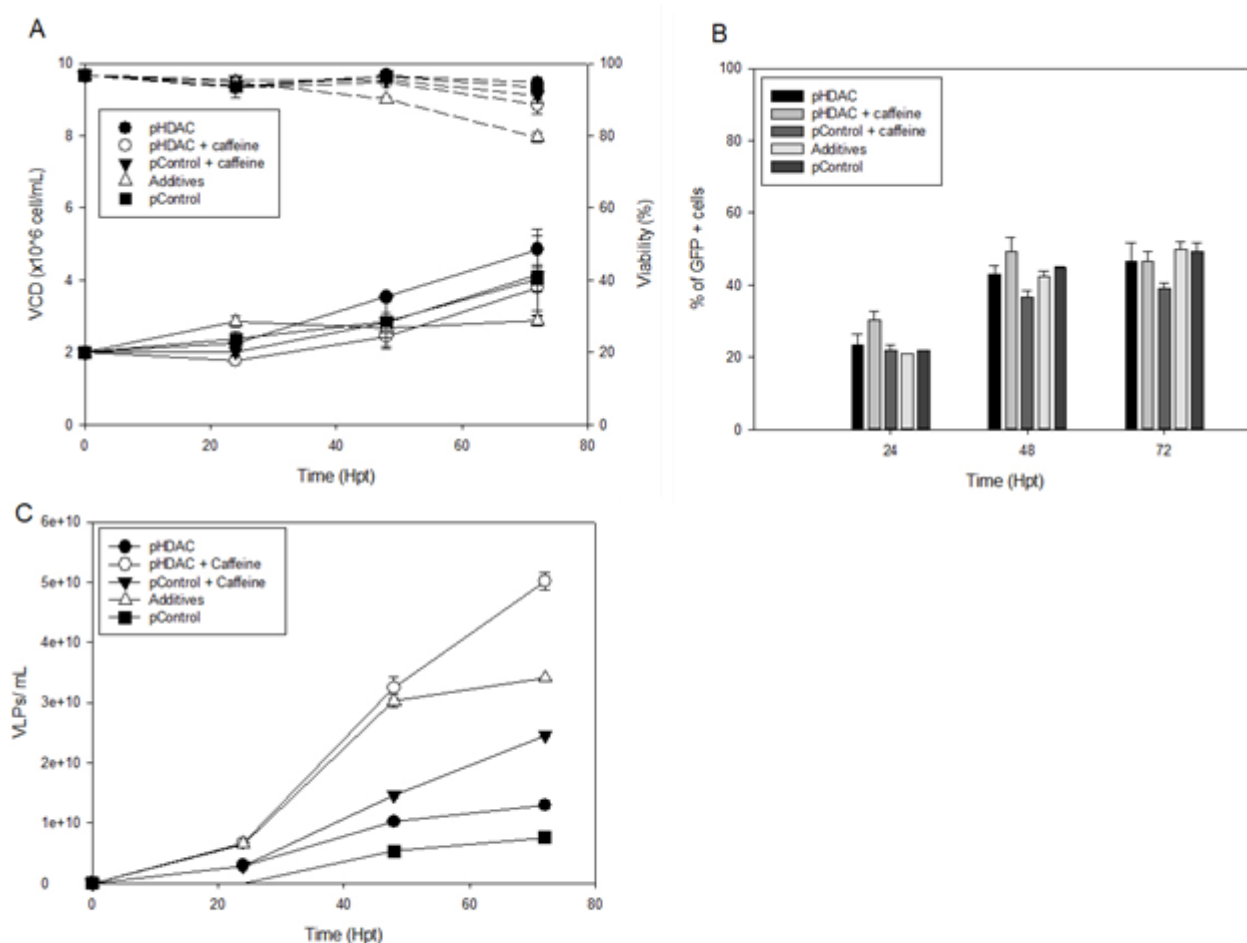 A
10
8
6
4
2
0
VCD (x10^6 cell/mL)
100
80
60
40
20
0
Viability (%)
pHDAC
pHDAC + caffeine
pControl + caffeine
Additives
pControl
0 20 40 60 80
Time (Hpt)
B
100
80
60
40
20
0
% of GFP + cells
pHDAC
pHDAC + caffeine
pControl + caffeine
Additives
pControl
24 48 72
Time (Hpt)
C
6e+10
5e+10
4e+10
3e+10
2e+10
1e+10
0
VLPs/ mL
pHDAC
pHDAC + Caffeine
pControl + Caffeine
Additives
pControl
0 20 40 60 80
Time (Hpt)